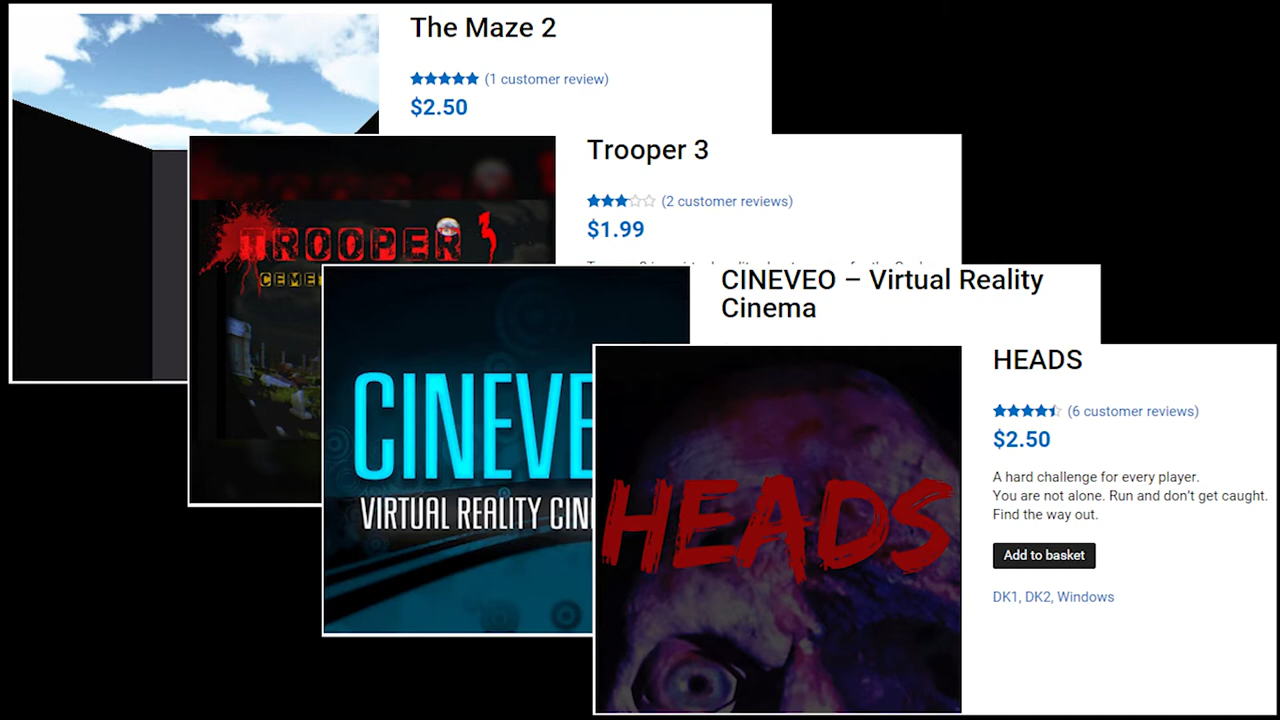 The Maze 2
(1 customer review)
$2.50
Trooper 3
(2 customer reviews)
$1.99
TROOPER 3
CINEVEO – Virtual Reality
Cinema
CINEVE
VIRTUAL REALITY CIN
HEADS
(6 customer reviews)
$2.50
A hard challenge for every player.
You are not alone. Run and don't get caught.
Find the way out.
Add to basket
DK1, DK2, Windows
HEADS